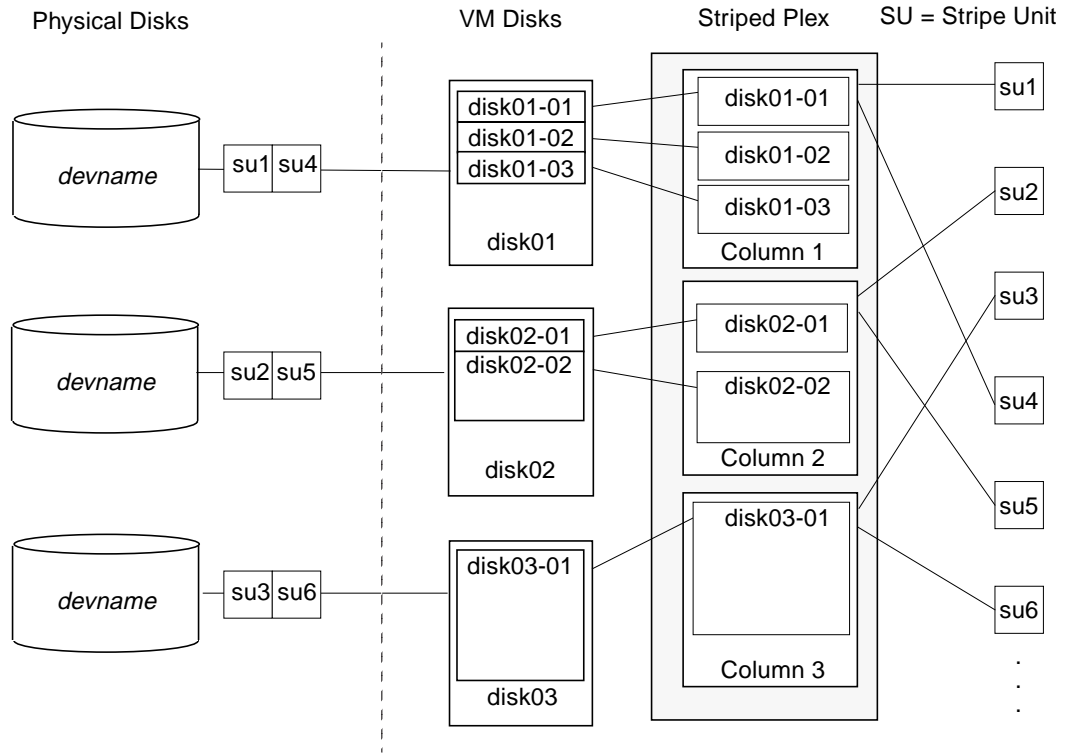 Physical Disks
VM Disks
Striped Plex
SU = Stripe Unit
devname
su1 su4
disk01-01
disk01-02
disk01-03
disk01
disk01-01
disk01-02
disk01-03
Column 1
devname
su2 su5
disk02-01
disk02-02
disk02
disk02-01
disk02-02
Column 2
devname
su3 su6
disk03-01
disk03
disk03-01
Column 3
su1
su2
su3
su4
su5
su6
.
.
.